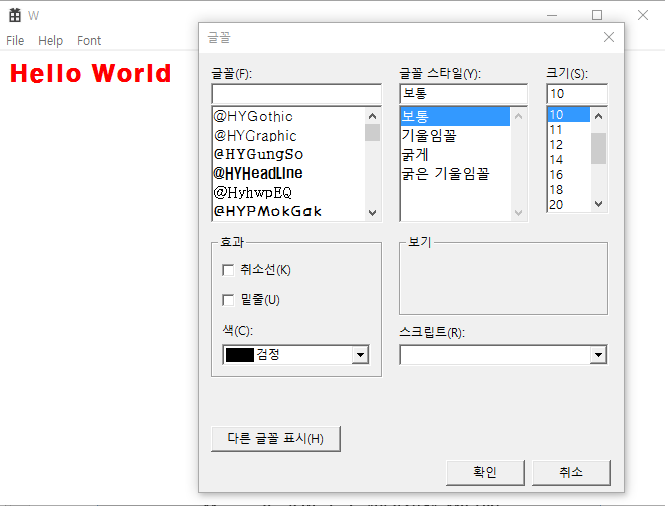 W
File Help Font
Hello World
글꼴
글꼴(F):
@HYGothic
@HYGraphic
@HYGungSo
@HYHeadLine
@HyhwpEQ
@HYPMokGak
글꼴 스타일(Y):
보통
보통
기울임꼴
굵게
굵은 기울임꼴
크기(S):
10
10
11
12
14
16
18
20
효과
취소선(K)
밑줄(U)
색(C):
검정
보기
스크립트(R):
다른 글꼴 표시(H)
확인
취소